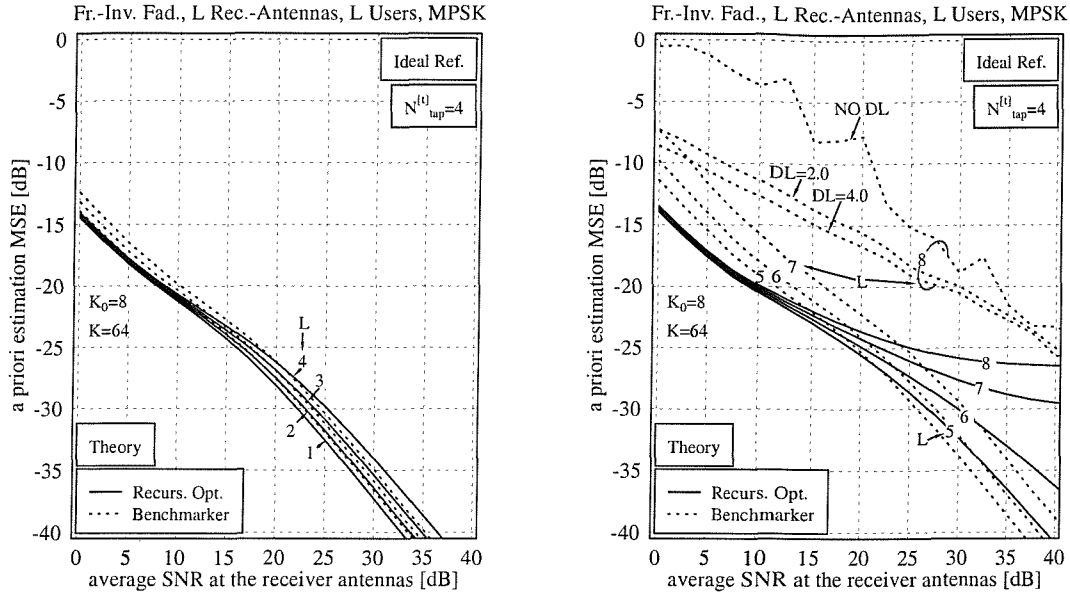 Fr.-Inv. Fad., L Rec.-Antennas, L Users, MPSK
0
-5
-10
-15
-20
-25
-30
-35
-40
a priori estimation MSE [dB]
Ideal Ref.
N[t]tap=4
K0=8
K=64
L
4
3
2
1
Theory
Recurs. Opt.
Benchmarker
0 5 10 15 20 25 30 35 40
average SNR at the receiver antennas [dB]
Fr.-Inv. Fad., L Rec.-Antennas, L Users, MPSK
0
-5
-10
-15
-20
-25
-30
-35
-40
a priori estimation MSE [dB]
Ideal Ref.
N[t]tap=4
NO DL
DL=2.0
DL=4.0
8
7
L
5 6
K0=8
K=64
8
7
6
5
L
Theory
Recurs. Opt.
Benchmarker
0 5 10 15 20 25 30 35 40
average SNR at the receiver antennas [dB]